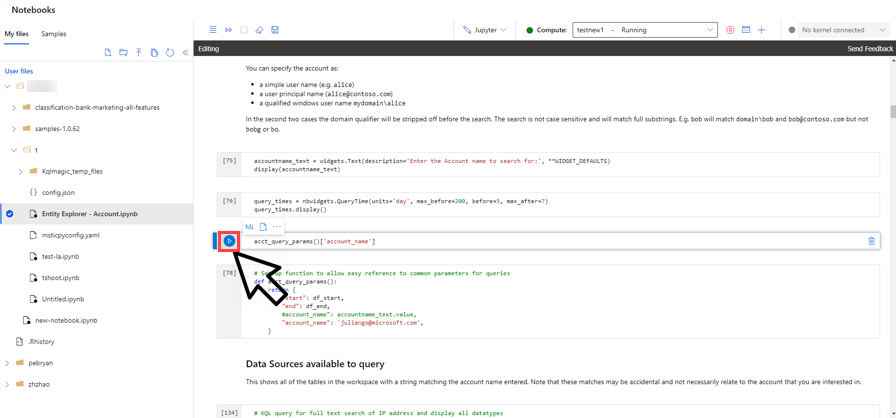 Notebooks
My files
Samples
Jupyter
Compute:
testnew1 - Running
No kernel connected
Editing
Send Feedback
User files
classification-bank-marketing-all-features
samples-1.0.62
t
Kqlmagic_temp_files
config.json
Entity Explorer - Account.ipynb
msticpyconfig.yaml
test-la.ipynb
tshoot.ipynb
Untitled.ipynb
new-notebook.ipynb
.Rhistory
pebryan
zhzhao
You can specify the account as:
• a simple user name (e.g. alice)
• a user principal name (alice@contoso.com)
• a qualified windows user name mydomain\alice
In the second two cases the domain qualifier will be stripped off before the search. The search is not case sensitive and will match full substrings. E.g. bob will match domain\bob and bob@contoso.com but not
bobg or bo.
[75] accountname_text = widgets.Text(description='Enter the Account name to search for:', **WIDGET_DEFAULTS)
display(accountname_text)
[76] query_times = nbwidgets.QueryTime(units='day', max_before=200, before=5, max_after=7)
query_times.display()
M↓
acct_query_params()['account_name']
[78] # Set up function to allow easy reference to common parameters for queries
def acct_query_params():
return {
"start": df_start,
"end": df_end,
#account_name": accountname_text.value,
"account_name": 'juliango@microsoft.com',
}
Data Sources available to query
This shows all of the tables in the workspace with a string matching the account name entered. Note that these matches may be accidental and not necessarily relate to the account that you are interested in.
[134] # KQL query for full text search of IP address and display all datatypes